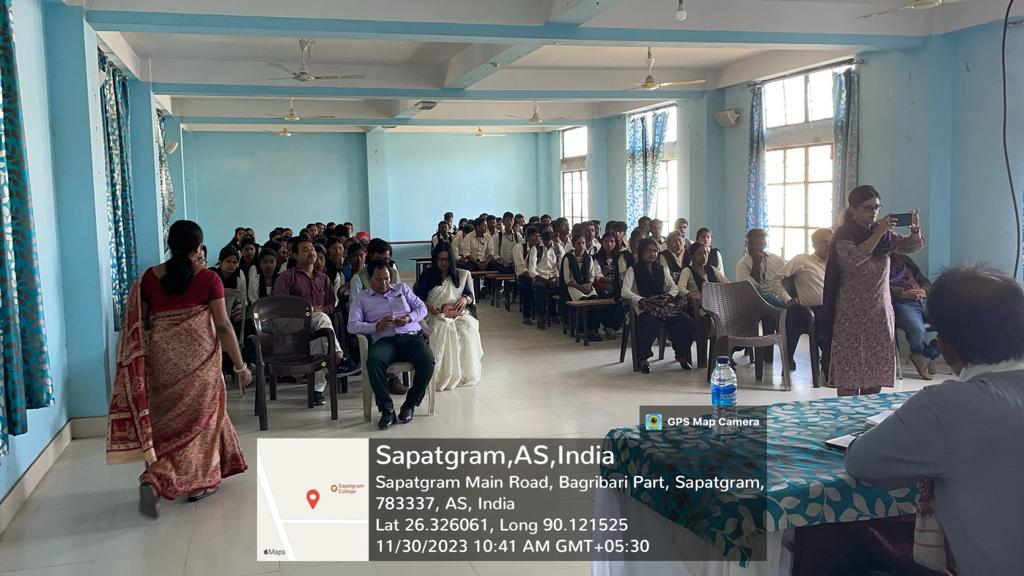 GPS Map Camera
Sapatgram,AS,India
Sapatgram Main Road, Bagribari Part, Sapatgram,
783337, AS, India
Lat 26.326061, Long 90.121525
11/30/2023 10:41 AM GMT+05:30
Sapatgram
College
Maps